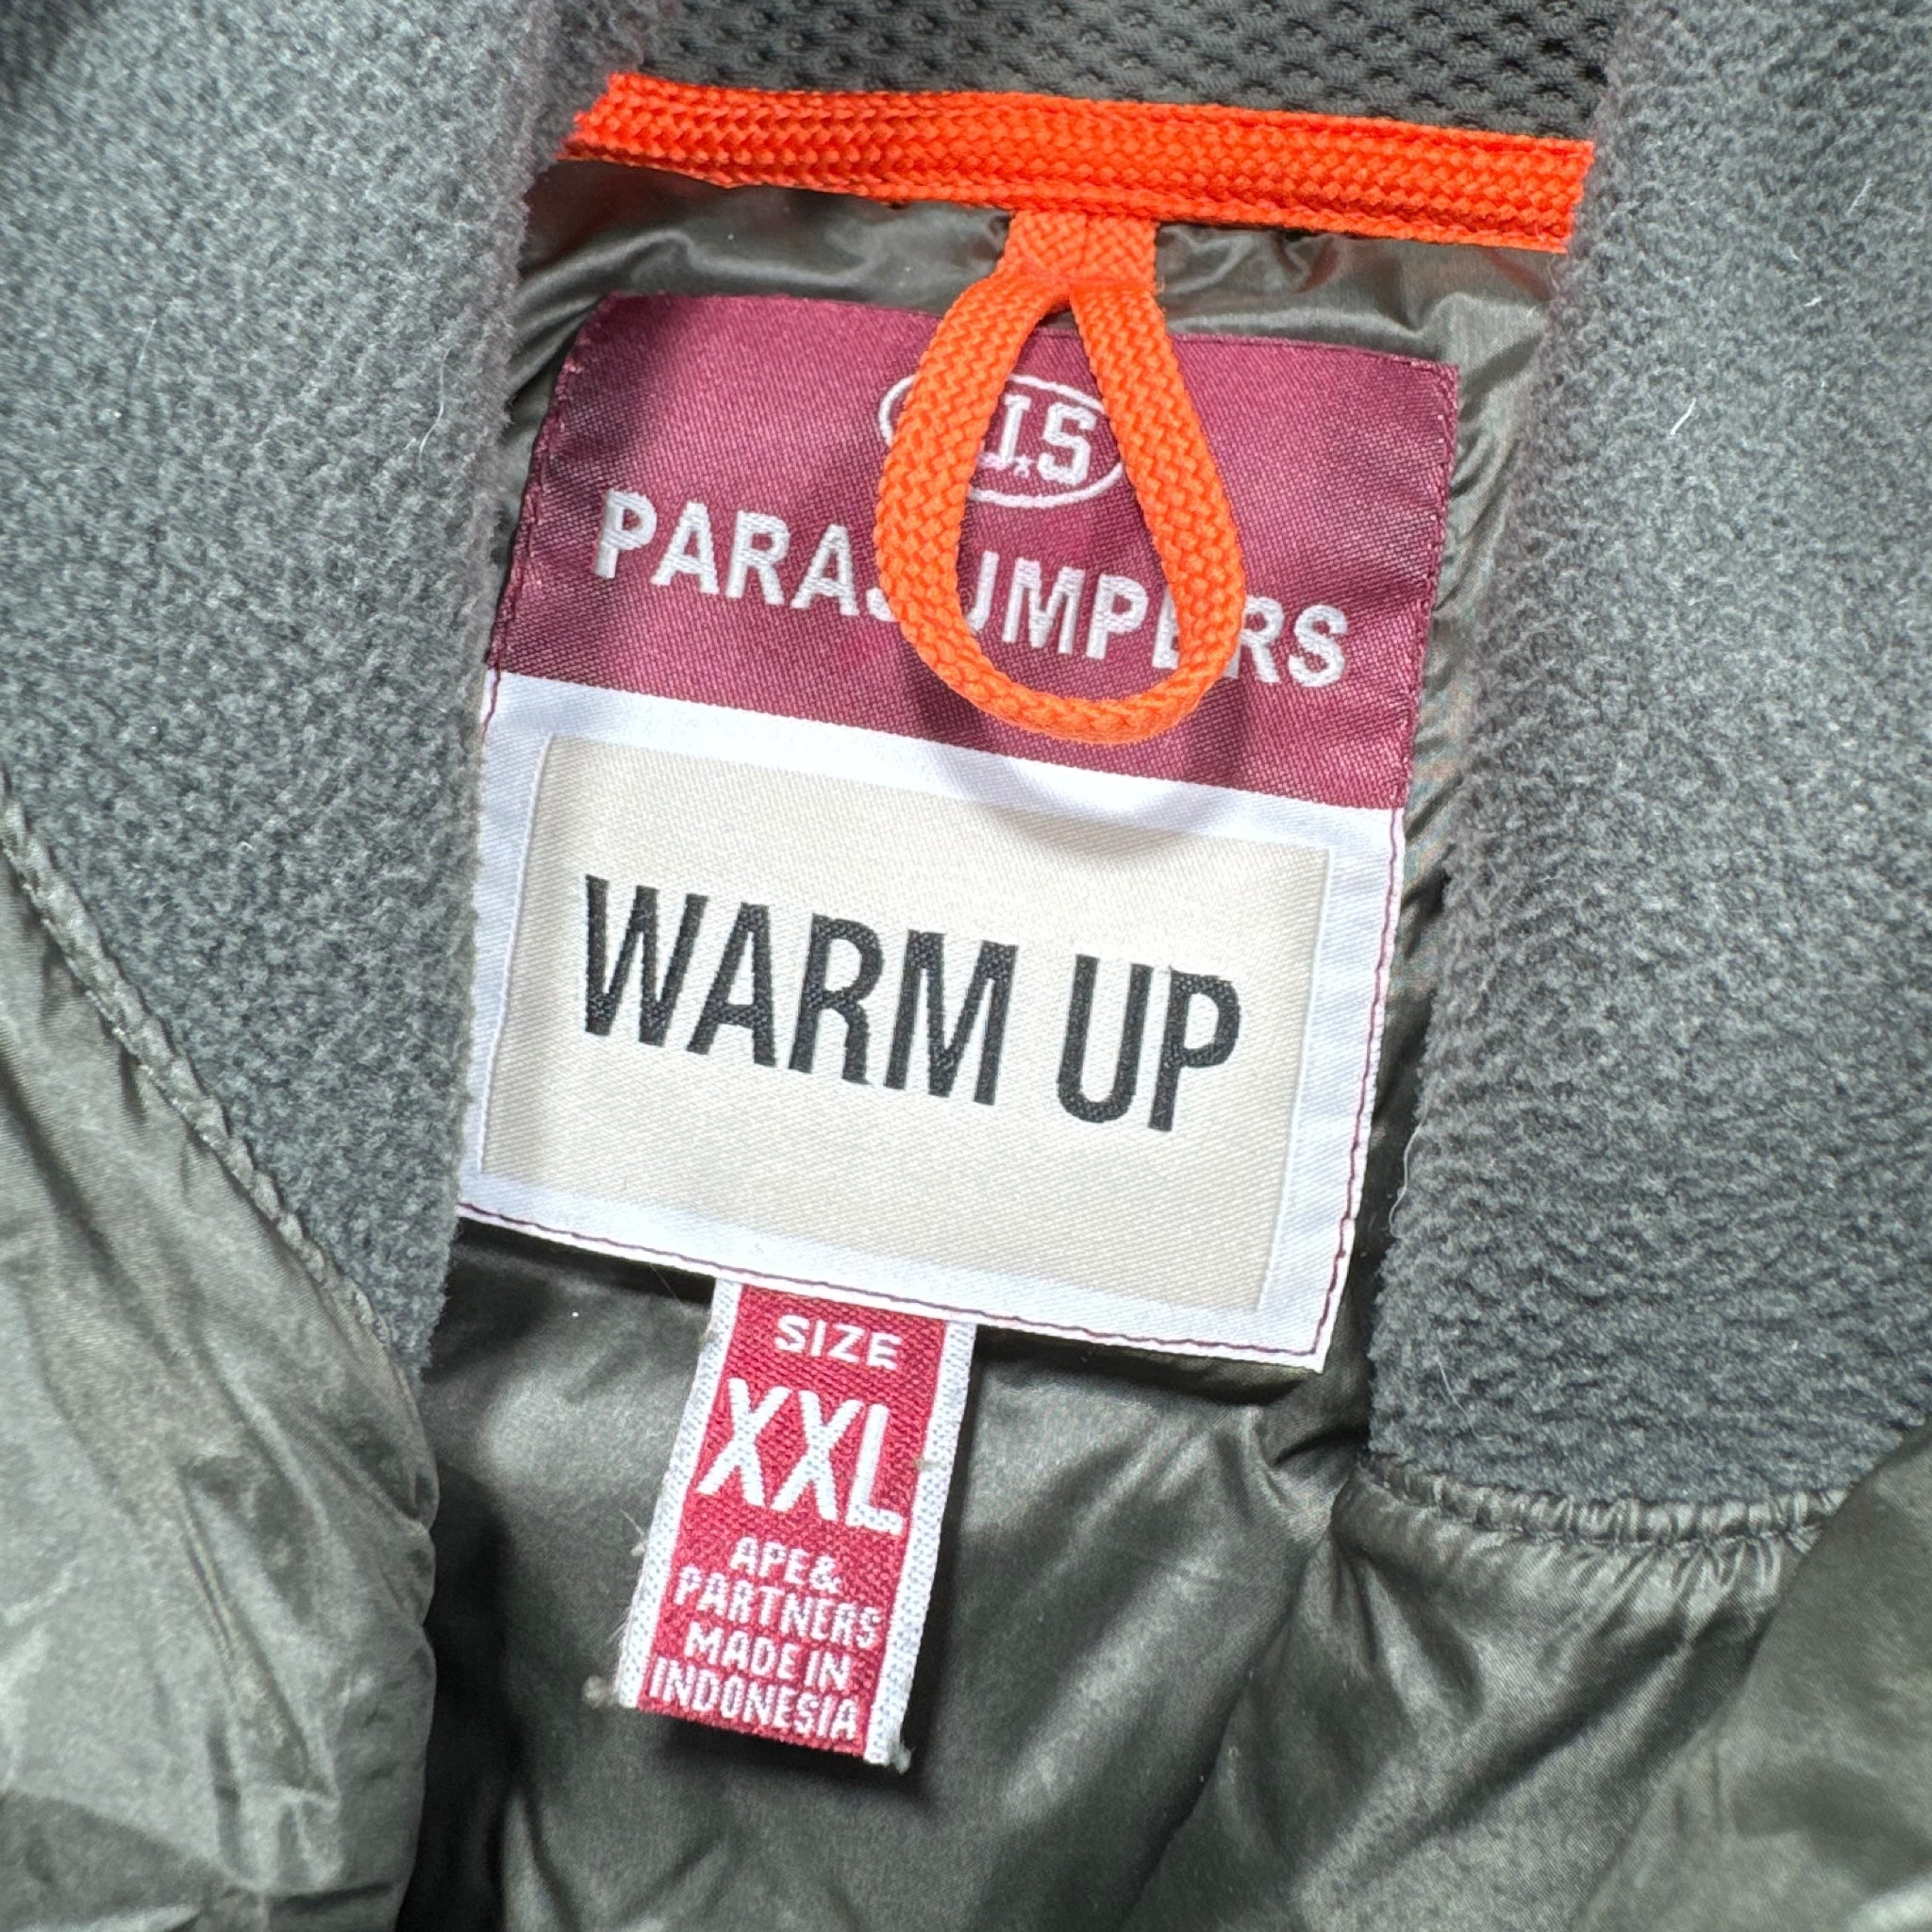 PARAJUMPERS
WARM UP
SIZE
XXL
APE&
PARTNERS
MADE IN
INDONESIA